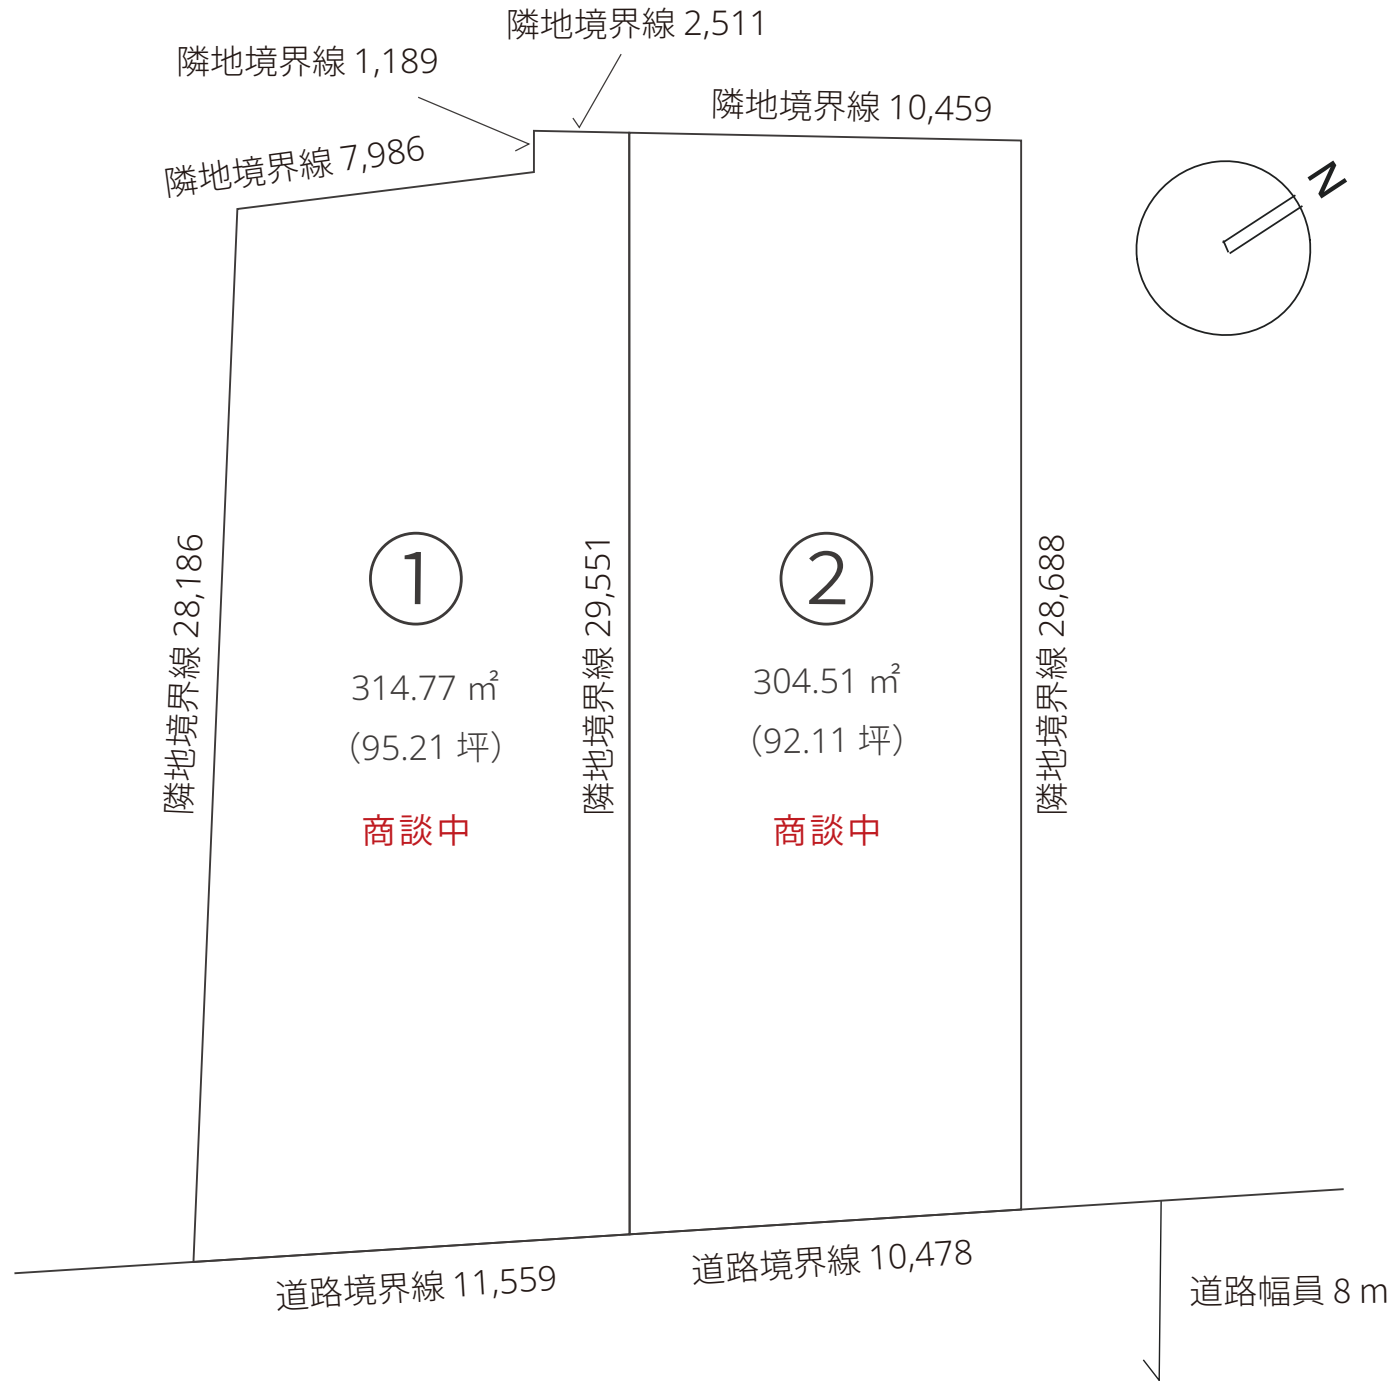 隣地境界線 2,511
隣地境界線 1,189
隣地境界線 10,459
隣地境界線 7,986
N
隣地境界線 28,186
①
314.77 ㎡
（95.21 坪）
商談中
隣地境界線 29,551
②
304.51 ㎡
（92.11 坪）
商談中
隣地境界線 28,688
道路境界線 11,559
道路境界線 10,478
道路幅員 8 m